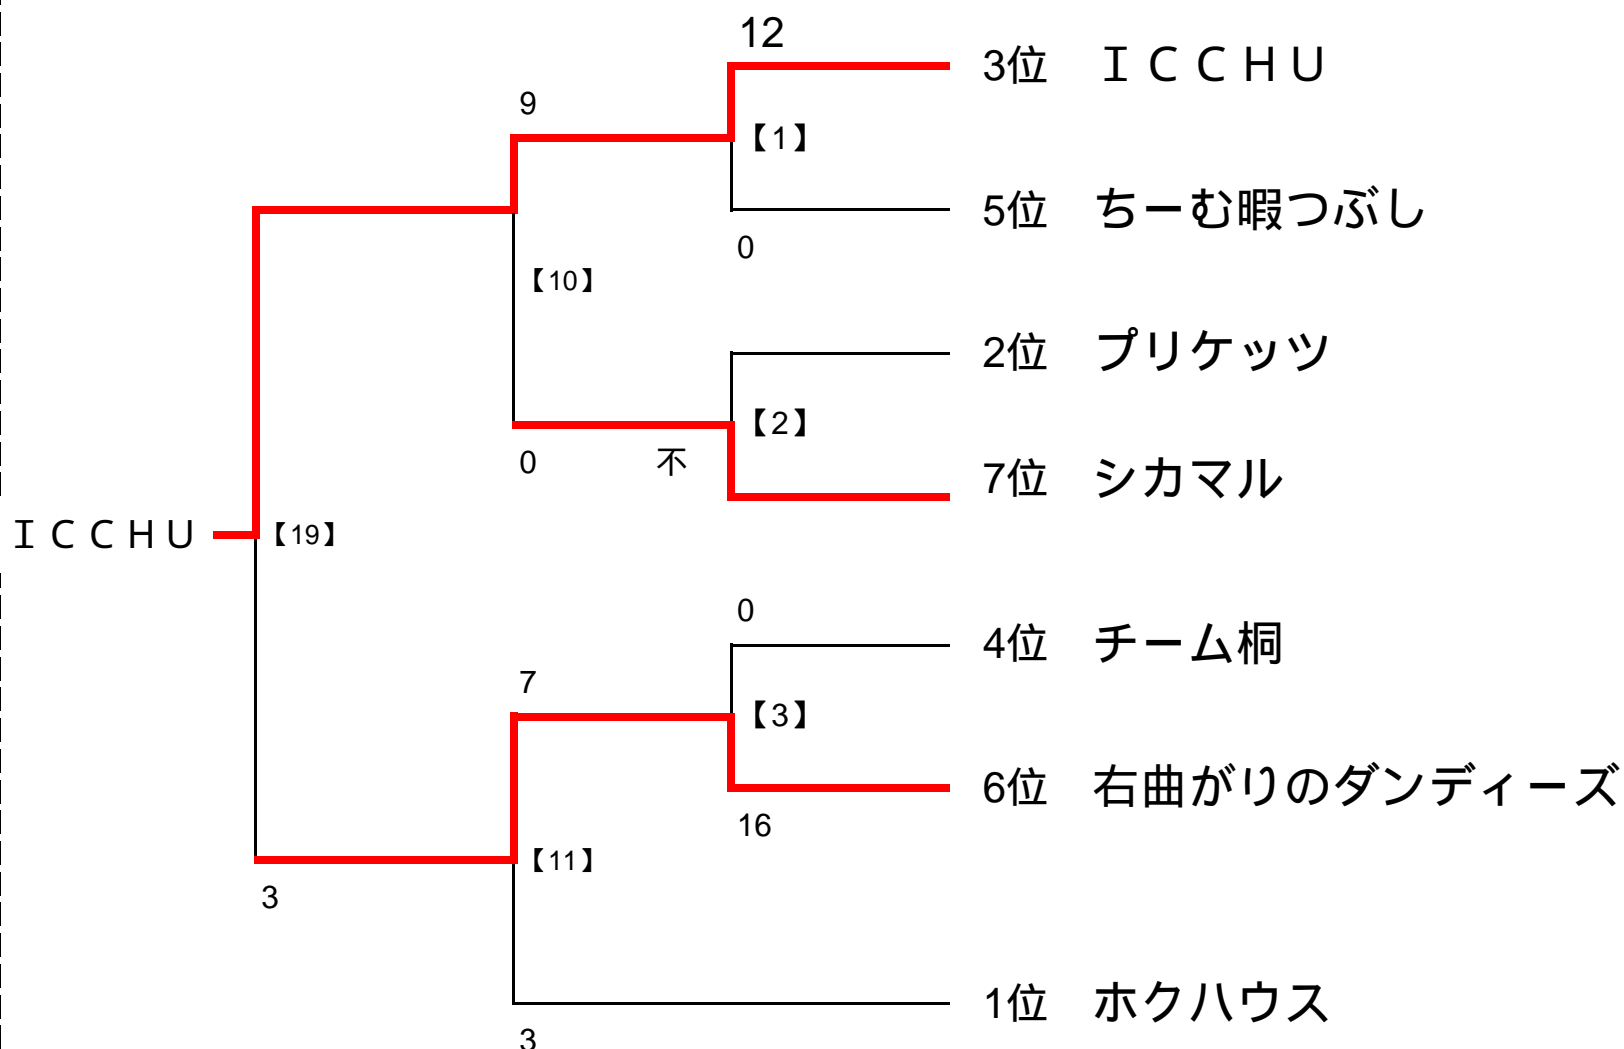 12
3位 ＩＣＣＨＵ
9
【1】
5位 ちーむ暇つぶし
0
【10】
2位 プリケッツ
【2】
0 不
7位 シカマル
ＩＣＣＨＵ 【19】
0
4位 チーム桐
7
【3】
6位 右曲がりのダンディーズ
16
【11】
3
1位 ホクハウス
3